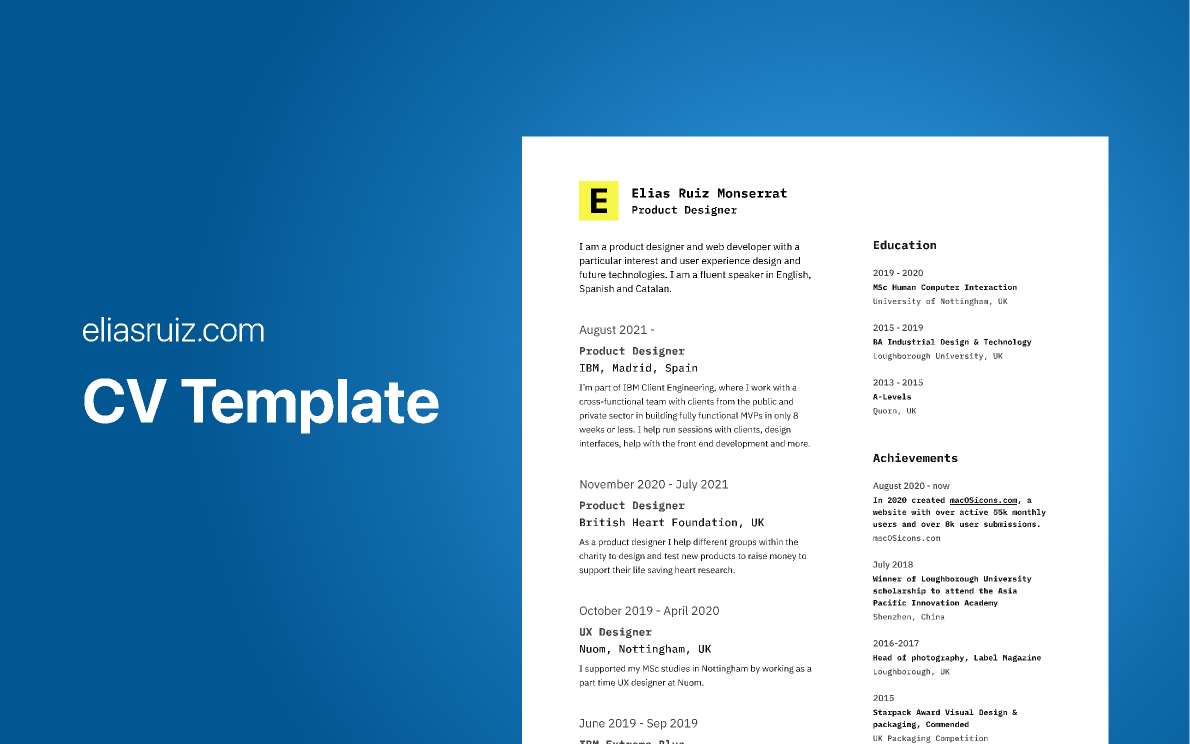 eliasruiz.com
CV Template
E
Elias Ruiz Monserrat
Product Designer
I am a product designer and web developer with a
particular interest and user experience design and
future technologies. I am a fluent speaker in English,
Spanish and Catalan.
August 2021 -
Product Designer
IBM, Madrid, Spain
I'm part of IBM Client Engineering, where I work with a
cross-functional team with clients from the public and
private sector in building fully functional MVPs in only 8
weeks or less. I help run sessions with clients, design
interfaces, help with the front end development and more.
November 2020 - July 2021
Product Designer
British Heart Foundation, UK
As a product designer I help different groups within the
charity to design and test new products to raise money to
support their life saving heart research.
October 2019 - April 2020
UX Designer
Nuom, Nottingham, UK
I supported my MSc studies in Nottingham by working as a
part time UX designer at Nuom.
June 2019 - Sep 2019
IBM Extreme Blue
Education
2019 - 2020
MSc Human Computer Interaction
University of Nottingham, UK
2015 - 2019
BA Industrial Design & Technology
Loughborough University, UK
2013 - 2015
A-Levels
Quorn, UK
Achievements
August 2020 - now
In 2020 created macOSicons.com, a
website with over active 55k monthly
users and over 8k user submissions.
macOSicons.com
July 2018
Winner of Loughborough University
scholarship to attend the Asia
Pacific Innovation Academy
Shenzhen, China
2016-2017
Head of photography, Label Magazine
Loughborough, UK
2015
Starpack Award Visual Design &
packaging, Commended
UK Packaging Competition